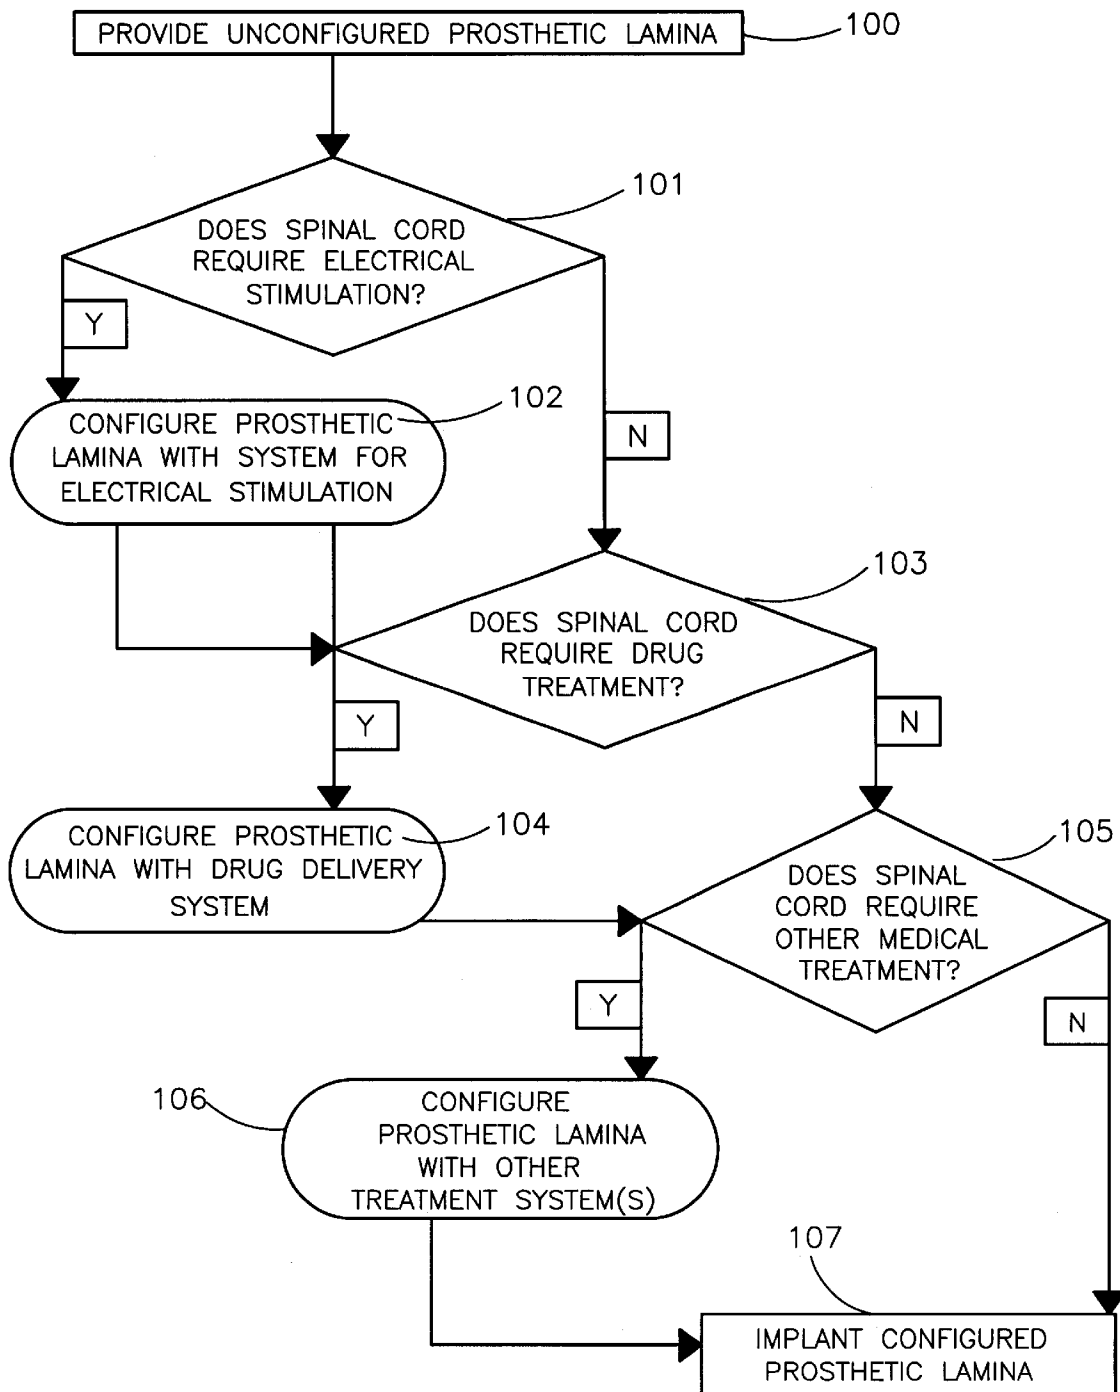 PROVIDE UNCONFIGURED PROSTHETIC LAMINA
100
101
DOES SPINAL CORD
REQUIRE ELECTRICAL
STIMULATION?
Y
102
CONFIGURE PROSTHETIC
LAMINA WITH SYSTEM FOR
ELECTRICAL STIMULATION
N
103
DOES SPINAL CORD
REQUIRE DRUG
TREATMENT?
Y
N
104
CONFIGURE PROSTHETIC
LAMINA WITH DRUG DELIVERY
SYSTEM
105
DOES SPINAL
CORD REQUIRE
OTHER MEDICAL
TREATMENT?
Y
N
106
CONFIGURE
PROSTHETIC LAMINA
WITH OTHER
TREATMENT SYSTEM(S)
107
IMPLANT CONFIGURED
PROSTHETIC LAMINA